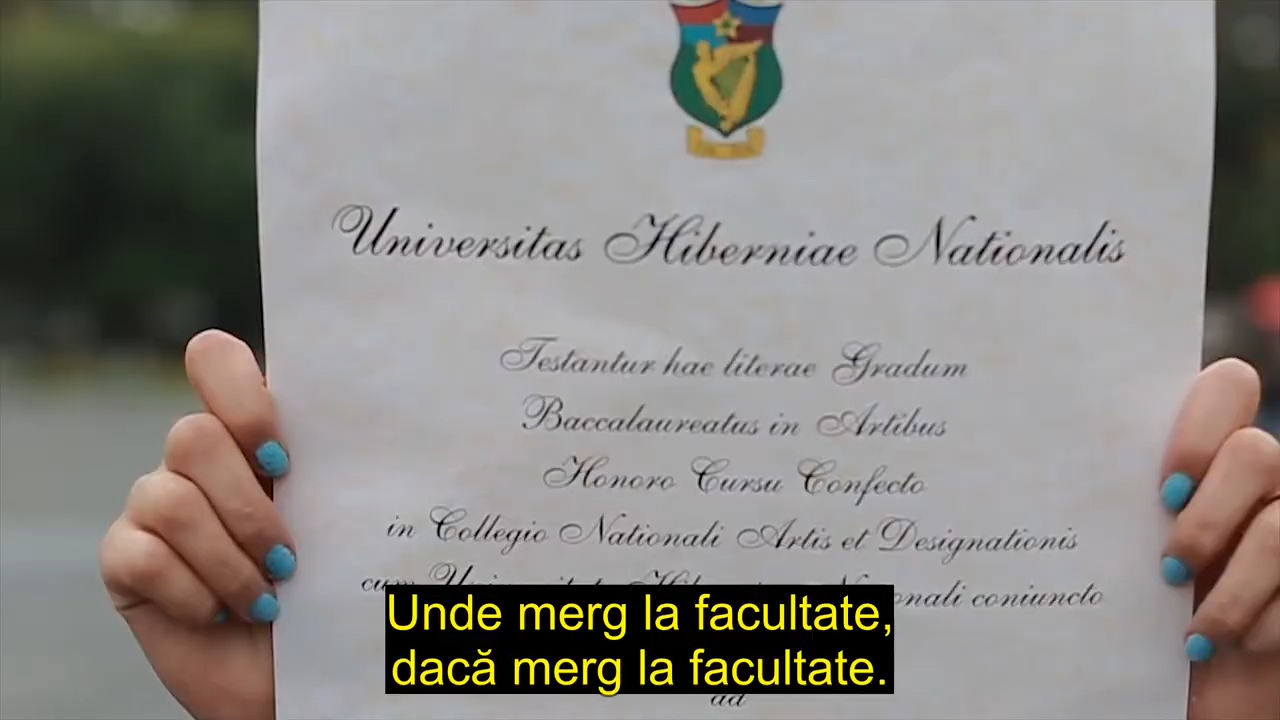 Universitas Hiberniae Nationalis
Testantur hae literae Gradum
Baccalaureatus in Artibus
Honoro Cursu Confecto
in Collegio Nationali Artis et Designationis
coniuncto
Unde merg la facultate,
dacă merg la facultate.
ad